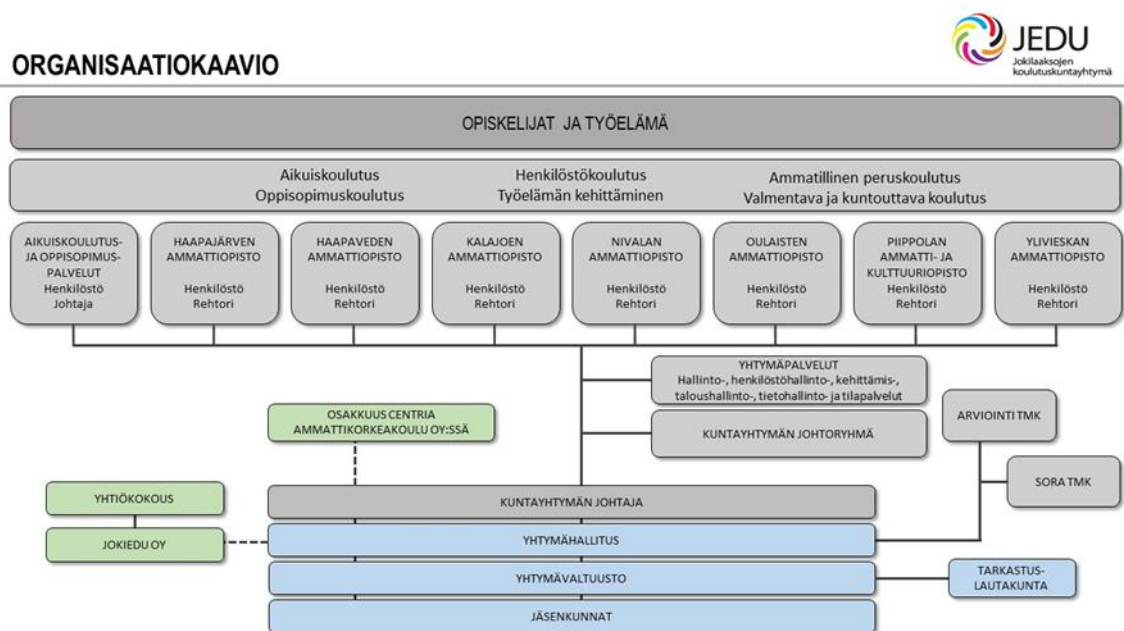 JEDU
Jokilaaksojen
koulutuskuntayhtymä
ORGANISAATIOKAAVIO
OPISKELIJAT JA TYÖELÄMÄ
Aikuiskoulutus
Oppisopimuskoulutus
Henkilöstökoulutus
Työelämän kehittäminen
Ammatillinen peruskoulutus
Valmentava ja kuntouttava koulutus
AIKUISKOULUTUS-
JA OPPISOPIMUS-
PALVELUT
Henkilöstö
Johtaja
HAAPAJÄRVEN
AMMATTIOPISTO
Henkilöstö
Rehtori
HAAPAVEDEN
AMMATTIOPISTO
Henkilöstö
Rehtori
KALAJOEN
AMMATTIOPISTO
Henkilöstö
Rehtori
NIVALAN
AMMATTIOPISTO
Henkilöstö
Rehtori
OULAISTEN
AMMATTIOPISTO
Henkilöstö
Rehtori
PIIPPOLAN
AMMATTI- JA
KULTTUURIOPISTO
Henkilöstö
Rehtori
YLIVIESKAN
AMMATTIOPISTO
Henkilöstö
Rehtori
YHTYMÄPALVELUT
Hallinto-, henkilöstöhallinto-, kehittämis-,
taloushallinto-, tietohallinto- ja tilapalvelut
OSAKKUUS CENTRIA
AMMATTIKORKEAKOULU OY:SSÄ
KUNTAYHTYMÄN JOHTORYHMÄ
ARVIOINTI TMK
SORA TMK
YHTIÖKOKOUS
JOKIEDU OY
KUNTAYHTYMÄN JOHTAJA
YHTYMÄHALLITUS
YHTYMÄVALTUUSTO
TARKASTUS-
LAUTAKUNTA
JÄSENKUNNAT